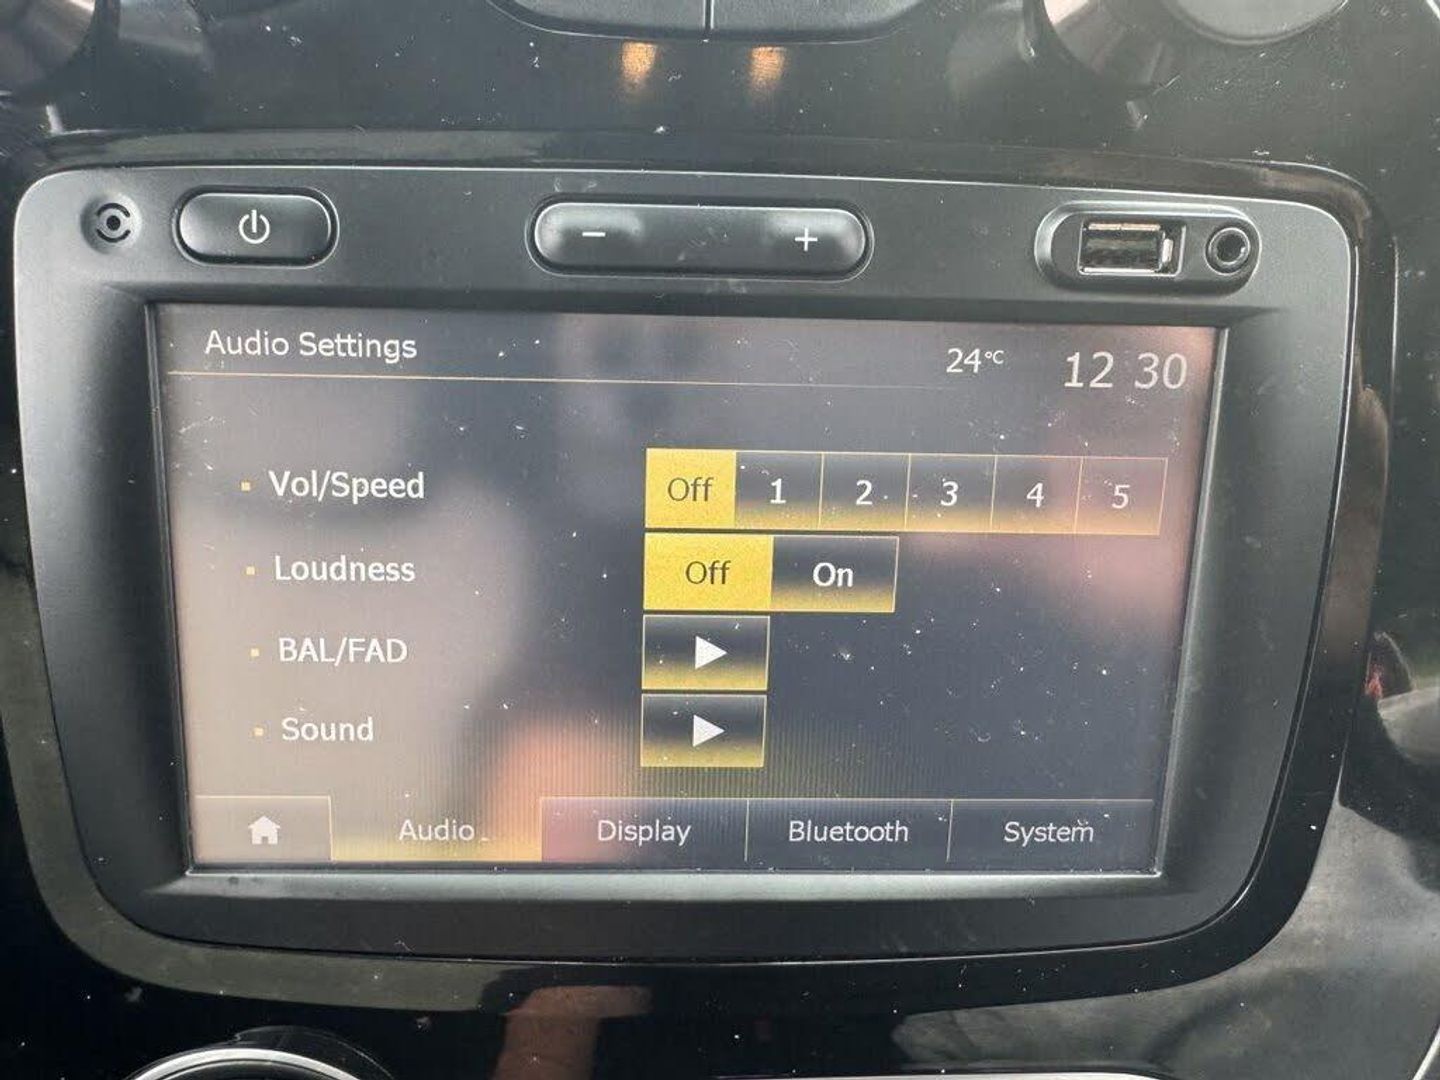 − +
Audio Settings 24°C 12 30
Vol/Speed Off 1 2 3 4 5
Loudness Off On
BAL/FAD
Sound
Audio Display Bluetooth System